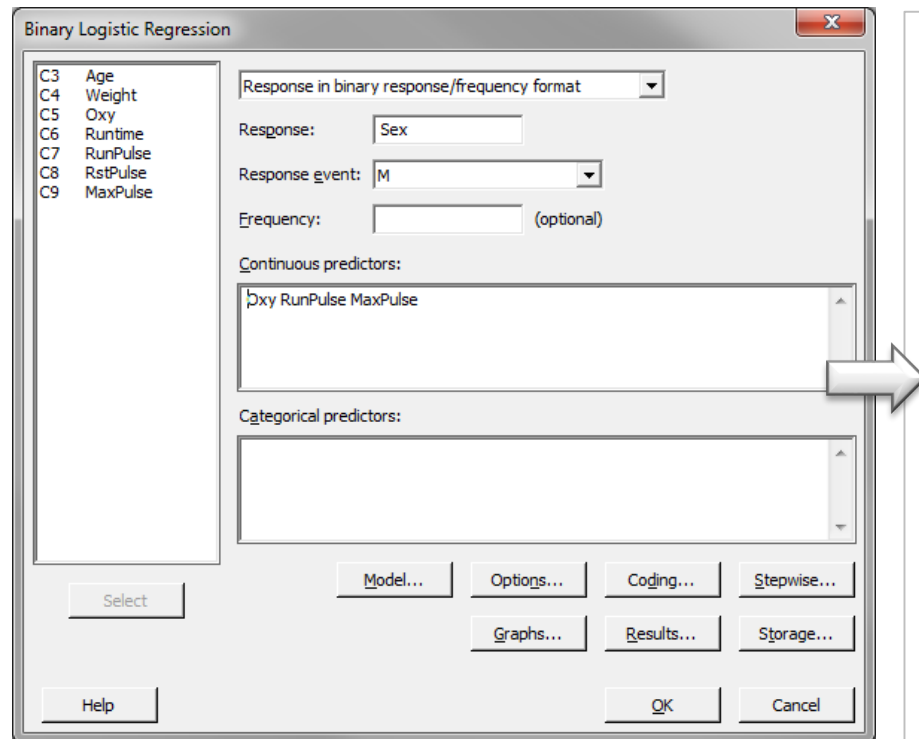 Binary Logistic Regression
C3 Age
C4 Weight
C5 Oxy
C6 Runtime
C7 RunPulse
C8 RstPulse
C9 MaxPulse
Response in binary response/frequency format
Response: Sex
Response event: M
Frequency: (optional)
Continuous predictors:
Oxy RunPulse MaxPulse
Categorical predictors:
Model... Options... Coding... Stepwise...
Select
Graphs... Results... Storage...
Help OK Cancel